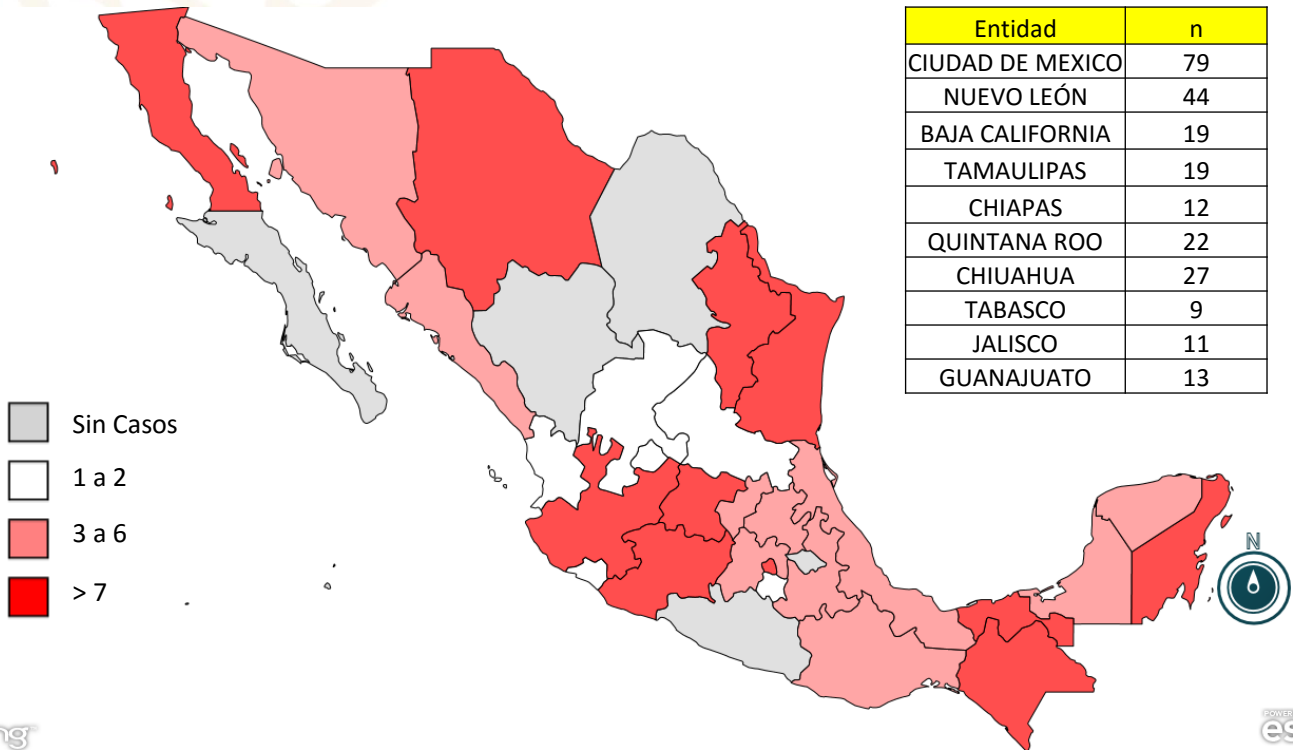 Entidad n
CIUDAD DE MEXICO 79
NUEVO LEÓN 44
BAJA CALIFORNIA 19
TAMAULIPAS 19
CHIAPAS 12
QUINTANA ROO 22
CHIUAHUA 27
TABASCO 9
JALISCO 11
GUANAJUATO 13
Sin Casos
1 a 2
3 a 6
> 7
N